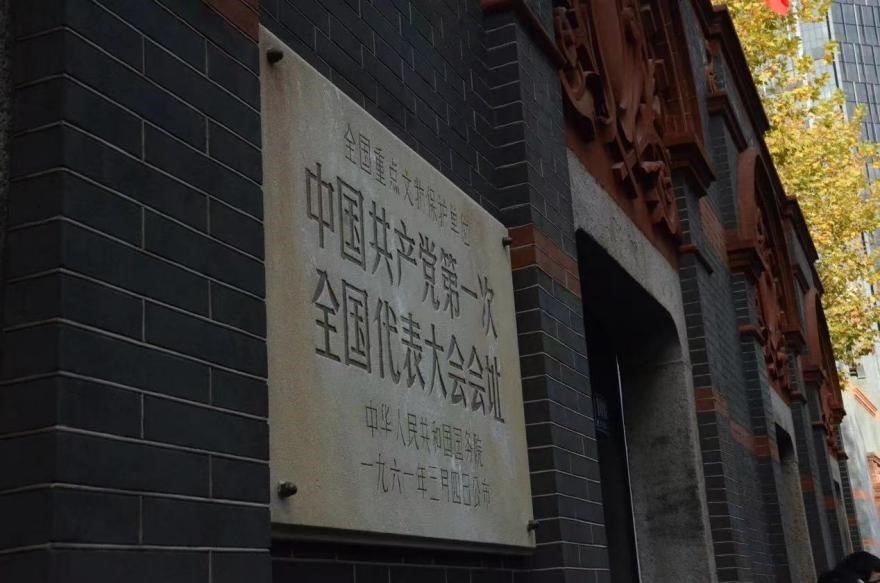 全国重点文物保护单位
中国共产党第一次
全国代表大会会址
中华人民共和国国务院
一九六一年三月四日公布